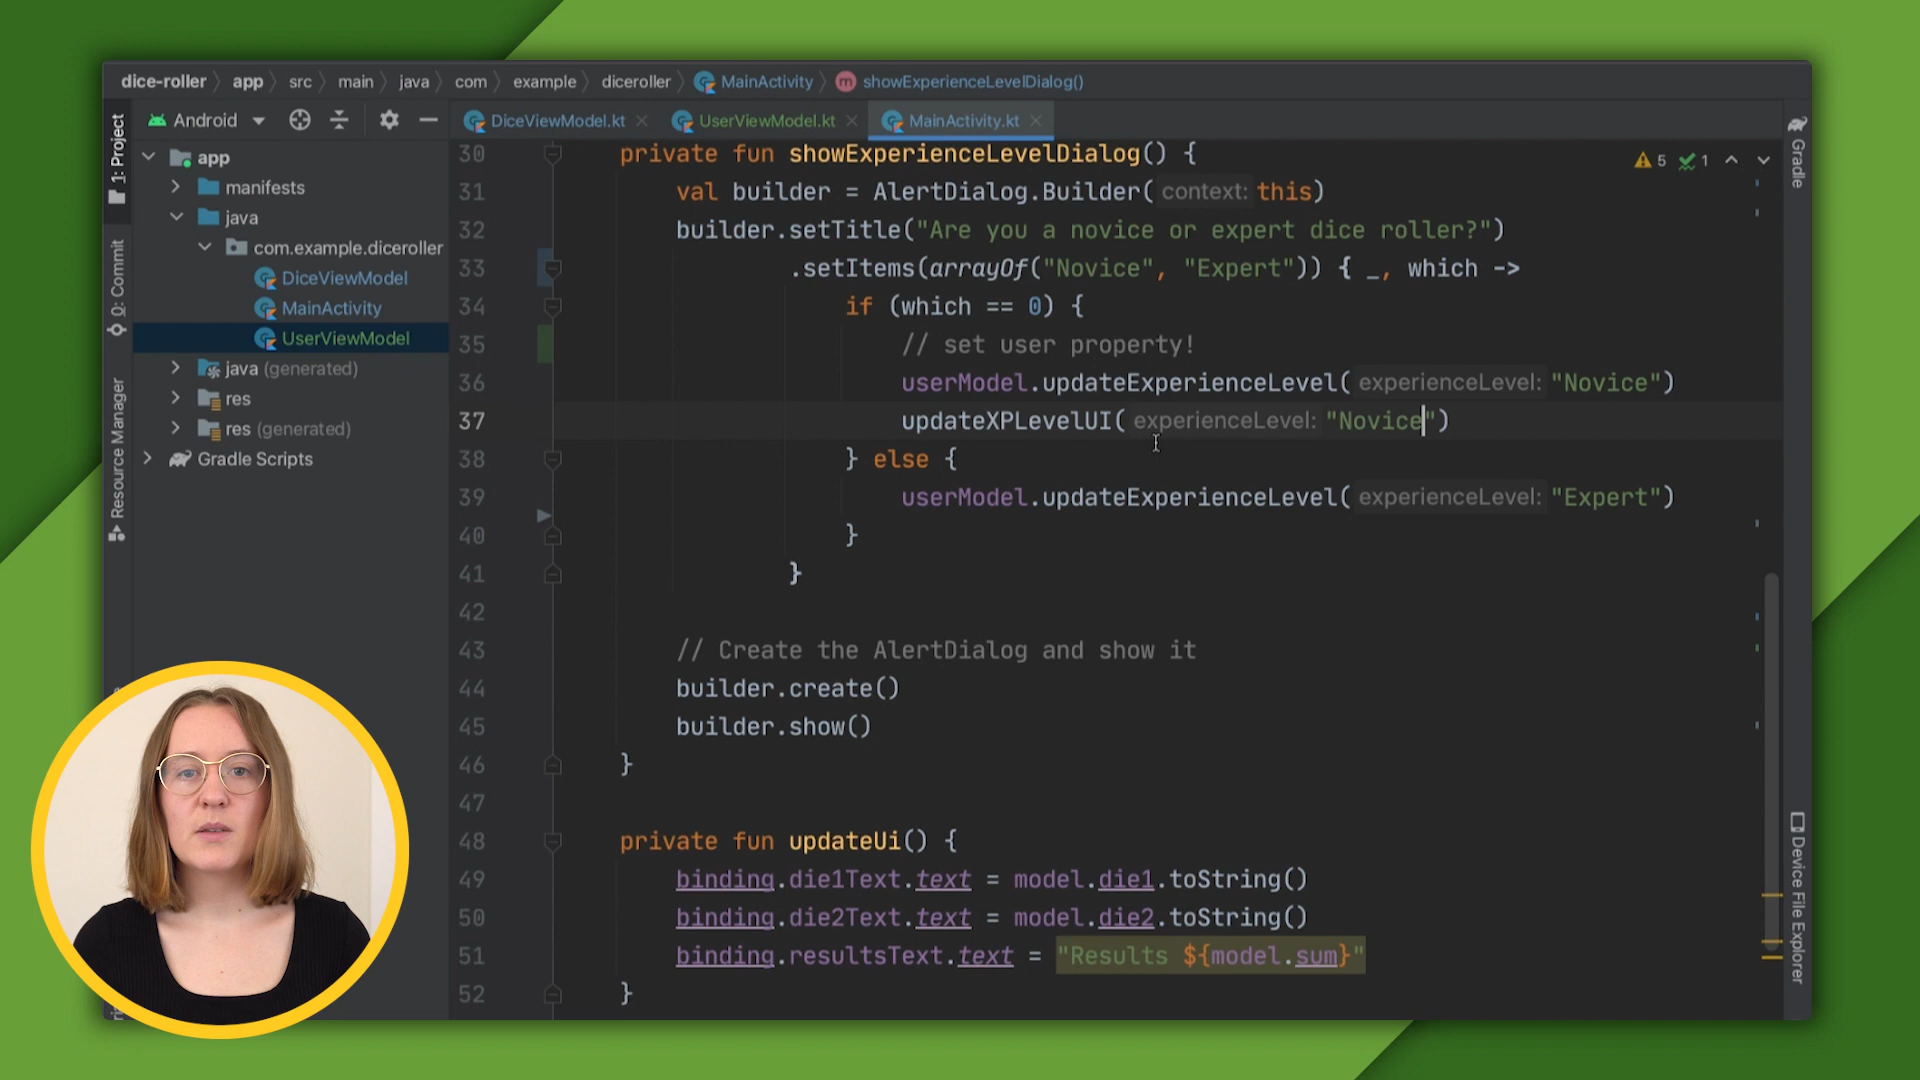 dice-roller app src main java com example diceroller MainActivity m showExperienceLevelDialog()
1: Project
Android
DiceViewModel.kt
UserViewModel.kt
MainActivity.kt
Gradle
app
manifests
java
com.example.diceroller
DiceViewModel
MainActivity
UserViewModel
java (generated)
res
res (generated)
Gradle Scripts
0: Commit
Resource Manager
5 1
30 private fun showExperienceLevelDialog() {
31 val builder = AlertDialog.Builder( context: this)
32 builder.setTitle("Are you a novice or expert dice roller?")
33 .setItems(arrayOf("Novice", "Expert")) { _, which ->
34 if (which == 0) {
35 // set user property!
36 userModel.updateExperienceLevel( experienceLevel: "Novice")
37 updateXPLevelUI( experienceLevel: "Novice")
38 } else {
39 userModel.updateExperienceLevel( experienceLevel: "Expert")
40 }
41 }
42
43 // Create the AlertDialog and show it
44 builder.create()
45 builder.show()
46 }
47
48 private fun updateUi() {
49 binding.die1Text.text = model.die1.toString()
50 binding.die2Text.text = model.die2.toString()
51 binding.resultsText.text = "Results ${model.sum}"
52 }
Device File Explorer